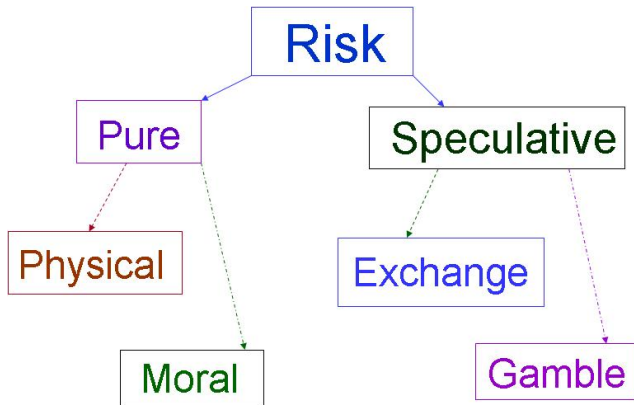 Risk
Pure
Speculative
Physical
Exchange
Moral
Gamble